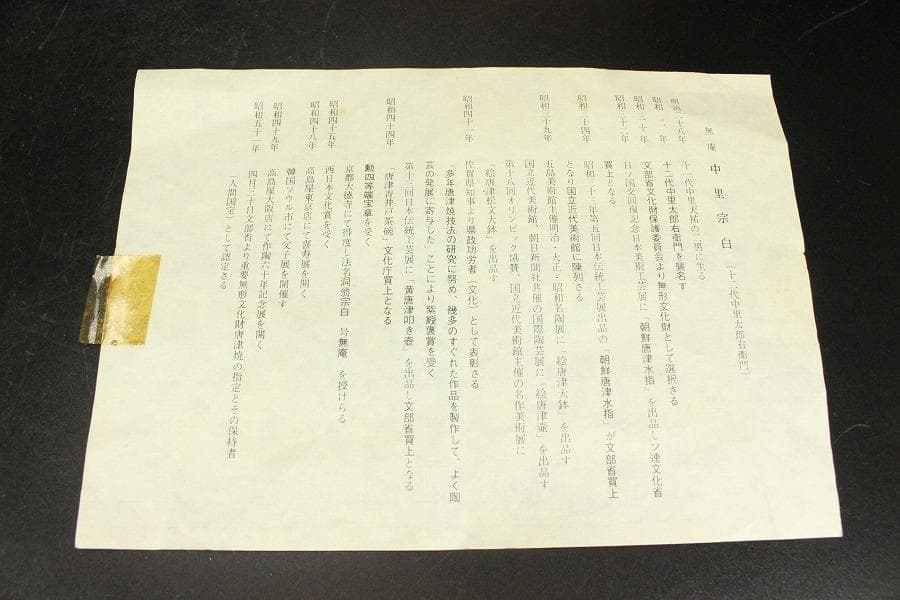 無庵 中里宗白 (十二代中里太郎右衛門)
明治二十八年 十一代中里天祐の二男に生る
昭和 二 年 十二代中里太郎右衛門を襲名す
昭和三十年 文部省文化財保護委員会より無形文化財として選択さる
昭和三十二年 日ソ国交回復記念日本美術工芸展に「朝鮮唐津水指」を出品しソ連文化省
買上となる
昭和三十四年 昭和三十三年第五回日本伝統工芸展出品の「朝鮮唐津水指」が文部省買上
となり国立近代美術館に陳列さる
五島美術館主催明治・大正・昭和名陶展に「絵唐津大鉢」を出品す
昭和三十九年 国立近代美術館、朝日新聞社共催の国際陶芸展に「絵唐津壷」を出品す
第十八回オリンピック協賛、国立近代美術館主催の名作美術展に
「絵唐津松文大鉢」を出品す
昭和四十一年 佐賀県知事より県政功労者(文化)として表彰さる
「多年唐津焼技法の研究に努め、幾多のすぐれた作品を製作して、よく陶
芸の発展に寄与した」ことにより紫綬褒賞を受く
第十三回日本伝統工芸展に「黄唐津叩き壺」を出品し文部省買上となる
昭和四十四年 「唐津青井戸茶碗」文化庁買上となる
勲四等端宝章を受く
京都大徳寺にて得度し法名洞翁宗白 号無庵 を授けらる
昭和四十五年 西日本文化賞を受く
昭和四十八年 高島屋東京店にて喜寿展を開く
韓国ソウル市にて父子展を開催す
昭和四十九年 高島屋大阪店にて作陶六十年記念展を開く
昭和五十一年 四月三十日文部省より重要無形文化財唐津焼の指定とその保持者
「人間国宝」として認定さる